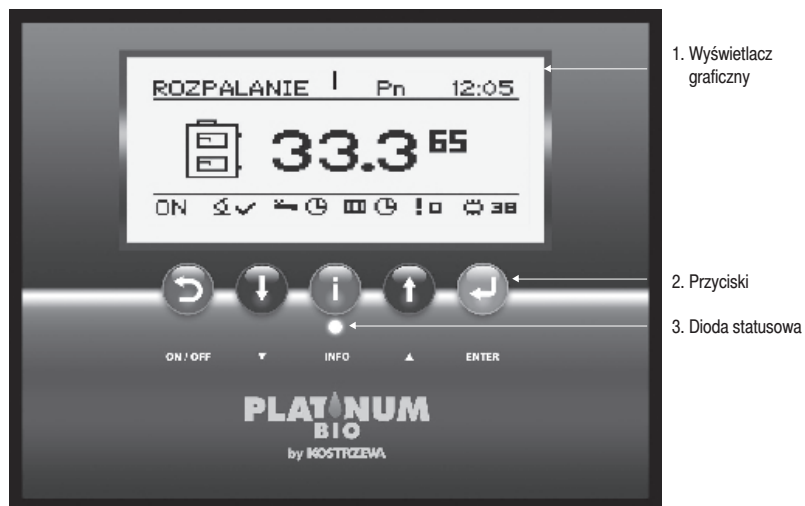 1. Wyświetlacz
graficzny
ROZPALANIE Pn 12:05
33.3 65
ON 38
2. Przyciski
3. Dioda statusowa
ON / OFF ▼ INFO ▲ ENTER
PLATINUM
BIO
by KOSTRZEWA